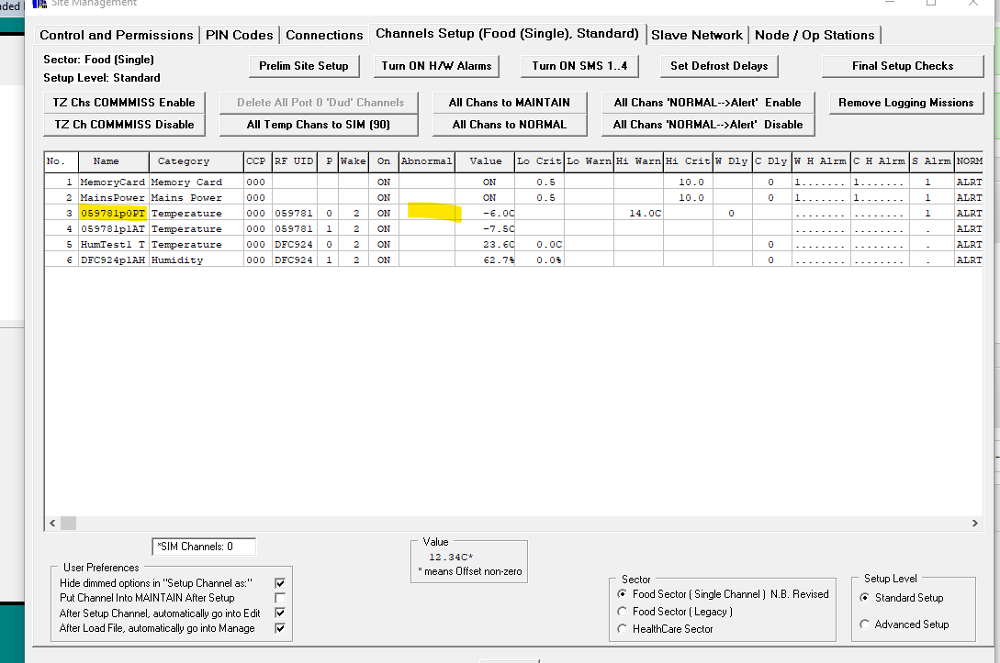 Site Management
Control and Permissions PIN Codes Connections Channels Setup (Food (Single), Standard) Slave Network Node / Op Stations
Sector: Food (Single)
Setup Level: Standard
Prelim Site Setup Turn ON H/W Alarms Turn ON SMS 1..4 Set Defrost Delays Final Setup Checks
TZ Chs COMMMISS Enable Delete All Port 0 'Dud' Channels All Chans to MAINTAIN All Chans 'NORMAL-->Alert' Enable Remove Logging Missions
TZ Ch COMMMISS Disable All Temp Chans to SIM (90) All Chans to NORMAL All Chans 'NORMAL-->Alert' Disable
No. Name Category CCP RF UID P Wake On Abnormal Value Lo Crit Lo Warn Hi Warn Hi Crit W Dly C Dly W H Alrm C H Alrm S Alrm NORM
1 MemoryCard Memory Card 000 ON ON 0.5 10.0 0 1....... 1....... 1 ALRT
2 MainsPower Mains Power 000 ON ON 0.5 10.0 0 1....... 1....... 1 ALRT
3 059781p0PT Temperature 000 059781 0 2 ON -6.0C 14.0C 0 ........ ........ 1 ALRT
4 059781p1AT Temperature 000 059781 1 2 ON -7.5C ........ ........ . ALRT
5 HumTest1 T Temperature 000 DFC924 0 2 ON 23.6C 0.0C 0 ........ ........ . ALRT
6 DFC924p1AH Humidity 000 DFC924 1 2 ON 62.7% 0.0% 0 ........ ........ . ALRT
*SIM Channels: 0
Value
12.34C*
* means Offset non-zero
User Preferences
Hide dimmed options in "Setup Channel as:"
Put Channel Into MAINTAIN After Setup
After Setup Channel, automatically go into Edit
After Load File, automatically go into Manage
Sector
Food Sector ( Single Channel ) N.B. Revised
Food Sector ( Legacy )
HealthCare Sector
Setup Level
Standard Setup
Advanced Setup